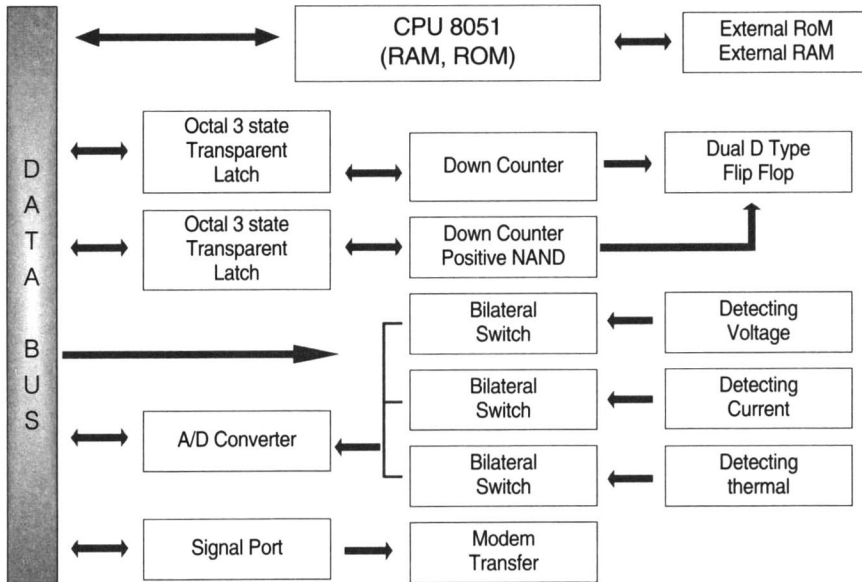 DATA BUS
CPU 8051
(RAM, ROM)
External RoM
External RAM
Octal 3 state
Transparent
Latch
Down Counter
Dual D Type
Flip Flop
Octal 3 state
Transparent
Latch
Down Counter
Positive NAND
Bilateral
Switch
Detecting
Voltage
Bilateral
Switch
Detecting
Current
A/D Converter
Bilateral
Switch
Detecting
thermal
Signal Port
Modem
Transfer